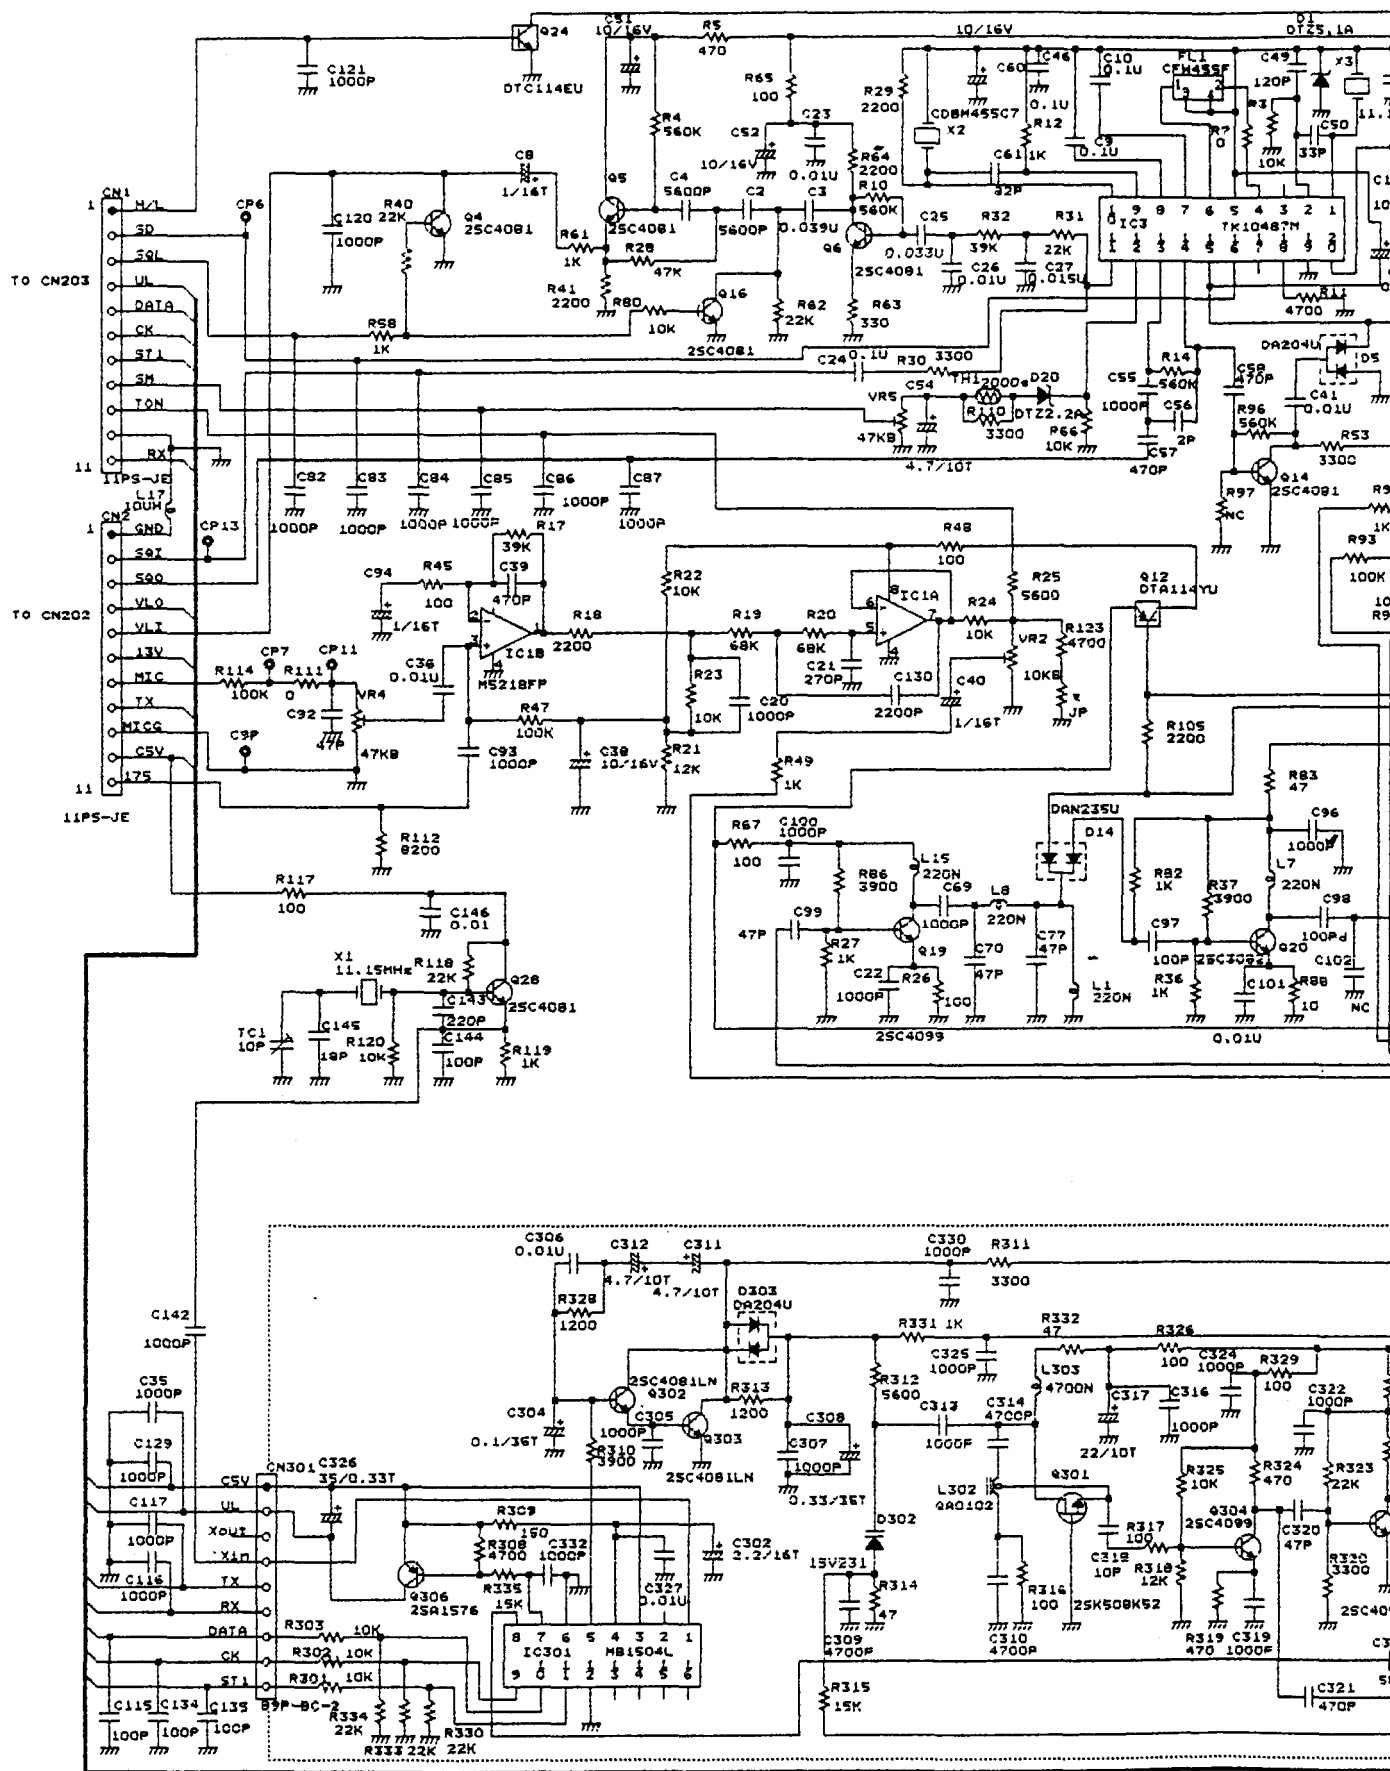 Q24
DTC114EU
C121
1000P
C51
10/16V
R5
470
10/16V
D1
DTZ5.1A
R65
100
R29
2200
C60
C46
0.1U
C10
0.1U
FL1
CFW455F
C49
120P
X3
11.1
R4
560K
C52
10/16V
C23
0.01U
CDBM455C7
X2
R12
1K
C9
0.1U
R7
0
R3
10K
C50
33P
C8
1/16T
Q5
2SC4081
C4
5600P
C2
5600P
C3
0.039U
R64
2200
R10
560K
C61
82P
CN1
1
M/L
SD
SQL
UL
DATA
CK
ST1
SM
TON
RX
11
11PS-JE
TO CN203
CP6
C120
1000P
R40
22K
Q4
2SC4081
R61
1K
R28
47K
Q6
2SC4081
C25
0.033U
R32
39K
R31
22K
IC3
TK10487M
C26
0.01U
C27
0.015U
R41
2200
R80
10K
Q16
2SC4081
R62
22K
R63
330
R11
4700
R58
1K
C24
0.1U
R30
3300
DA204U
D5
VR5
47KB
C54
4.7/10T
TH1
2000
R110
3300
D20
DTZ2.2A
R66
10K
C55
1000P
R14
560K
C56
2P
C57
470P
C58
470P
R96
560K
C41
0.01U
R53
3300
Q14
2SC4081
R97
NC
C82
1000P
C83
1000P
C84
1000P
C85
1000P
C86
1000P
C87
1000P
L17
10UH
CN2
1
GND
SQI
SQO
VLO
VLI
13V
MIC
TX
MICG
C5V
175
11
11PS-JE
TO CN202
CP13
C94
1/16T
R45
100
R17
39K
C39
470P
IC1B
M5218FP
R18
2200
R22
10K
R48
100
R19
68K
R20
68K
C21
270P
IC1A
R24
10K
R25
5600
VR2
10KB
R123
4700
JP
Q12
DTA114YU
R93
100K
CP7
CP11
R114
100K
R111
0
C92
47P
VR4
47KB
C36
0.01U
C9P
R47
100K
C93
1000P
C38
10/16V
R23
10K
C20
1000P
R21
12K
C130
2200P
C40
1/16T
R49
1K
R105
2200
R112
8200
R67
100
C100
1000P
R86
3900
L15
220N
DAN235U
D14
R83
47
C96
1000P
L7
220N
R117
100
C146
0.01
C99
47P
R27
1K
C69
1000P
Q19
2SC4099
C22
1000P
R26
100
L8
220N
C70
47P
C77
47P
L1
220N
R82
1K
R37
3900
C97
100P
R36
1K
Q20
C98
100P
C102
NC
C101
0.01U
R88
10
X1
11.15MHz
R118
22K
Q28
2SC4081
C143
220P
C144
100P
R119
1K
TC1
10P
C145
18P
R120
10K
C142
1000P
C306
0.01U
C312
4.7/10T
C311
4.7/10T
C330
1000P
R311
3300
R328
1200
D303
DA204U
R331 1K
C325
1000P
R332
47
R326
100
C324
1000P
R329
100
C35
1000P
C129
1000P
C117
1000P
C116
1000P
2SC4081LN
Q302
C304
0.1/35T
R310
3900
C305
1000P
Q303
2SC4081LN
R313
1200
C307
1000P
C308
0.33/35T
R312
5600
C313
1000P
C314
4700P
L303
4700N
C317
22/10T
C316
1000P
C322
1000P
CN301
C5V
UL
Xout
Xin
TX
RX
DATA
CK
ST1
B9P-BC-2
C326
35/0.33T
R309
150
R308
4700
C332
1000P
R335
15K
Q306
2SA1576
C302
2.2/16T
C327
0.01U
D302
1SV231
R314
47
C309
4700P
L302
QA0102
Q301
2SK508K52
R316
100
C310
4700P
R317
100
10P
R318
12K
R325
10K
R324
470
Q304
2SC4099
C320
47P
R323
22K
R320
3300
R319
470
C319
1000P
IC301
MB1504L
R303
10K
R302
10K
R301
10K
R334
22K
R333
22K
R330
22K
C115
100P
C134
100P
C135
100P
R315
15K
C321
470P